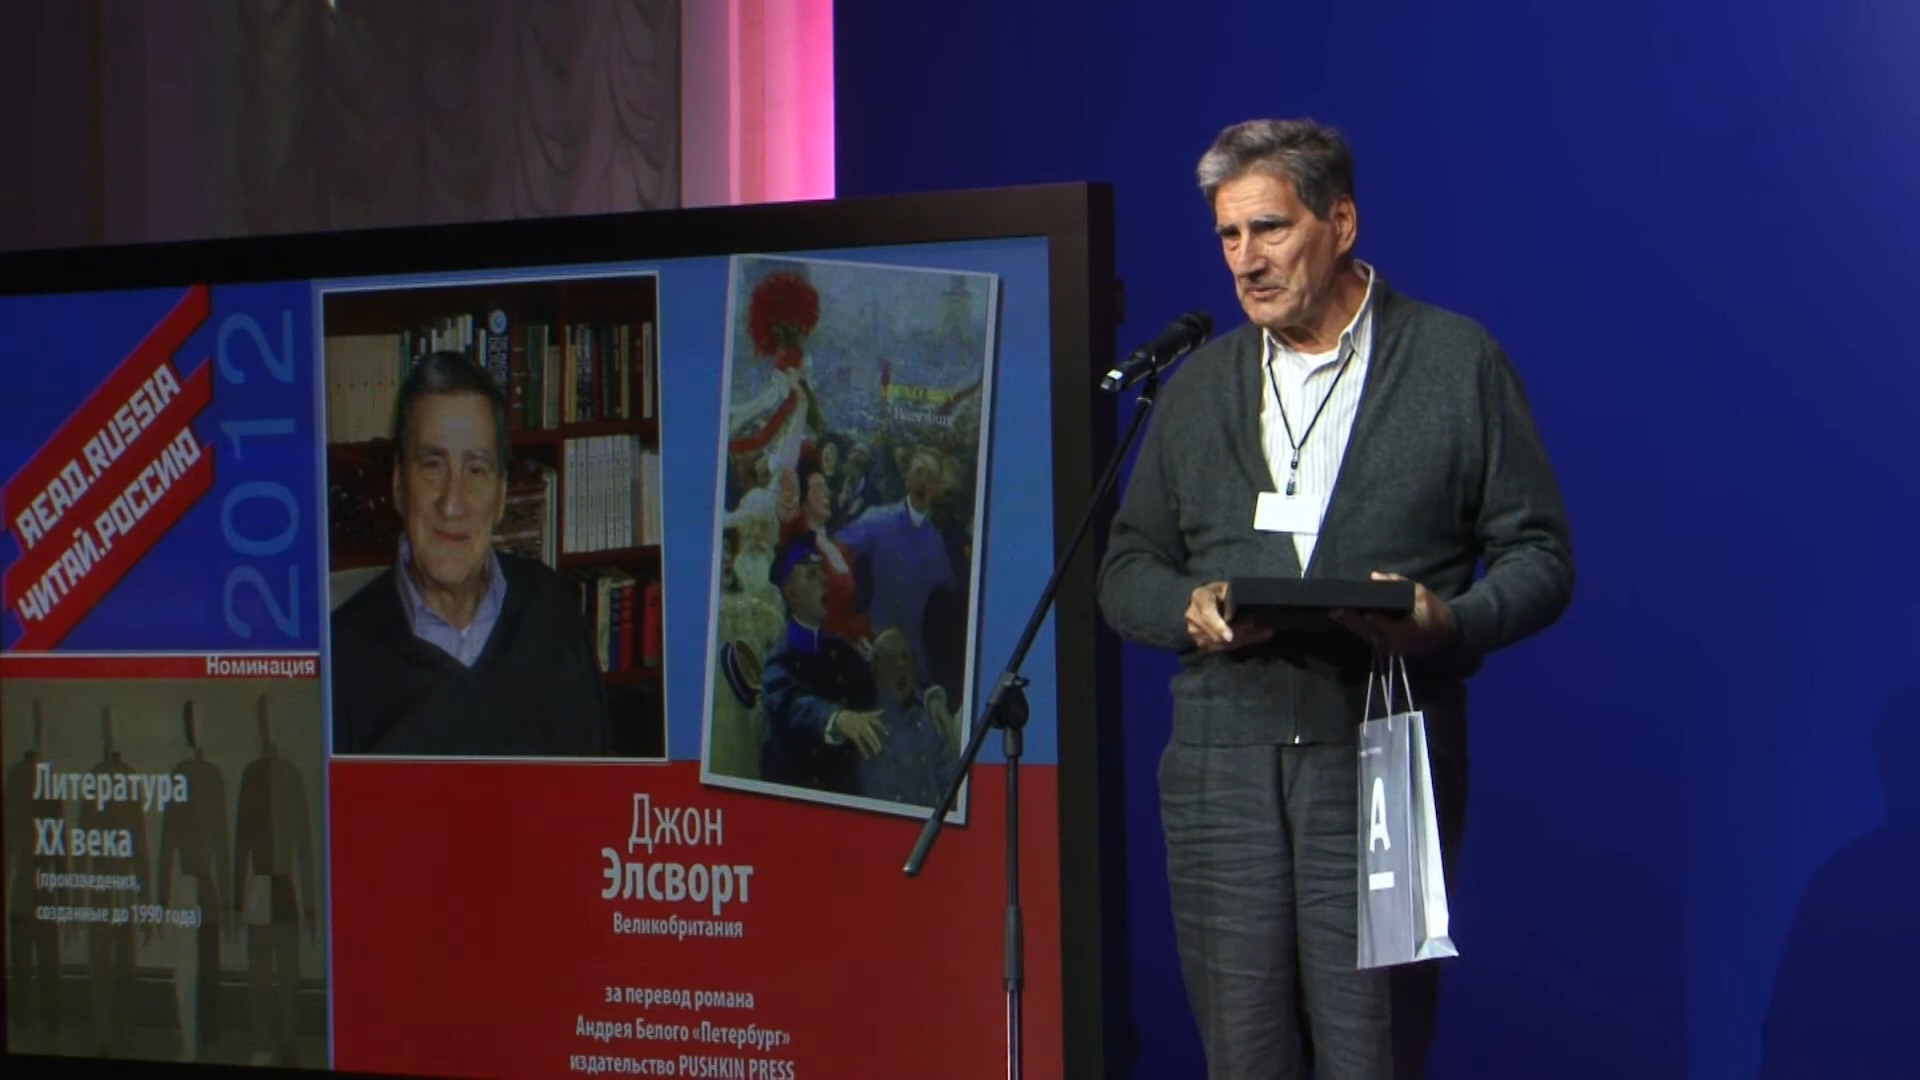 READ.RUSSIA
ЧИТАЙ.РОССИЮ
2012
Номинация
Литература
XX века
(произведения,
созданные до 1990 года)
Petersburg
Джон
Элсворт
Великобритания
за перевод романа
Андрея Белого «Петербург»
издательство PUSHKIN PRESS
А